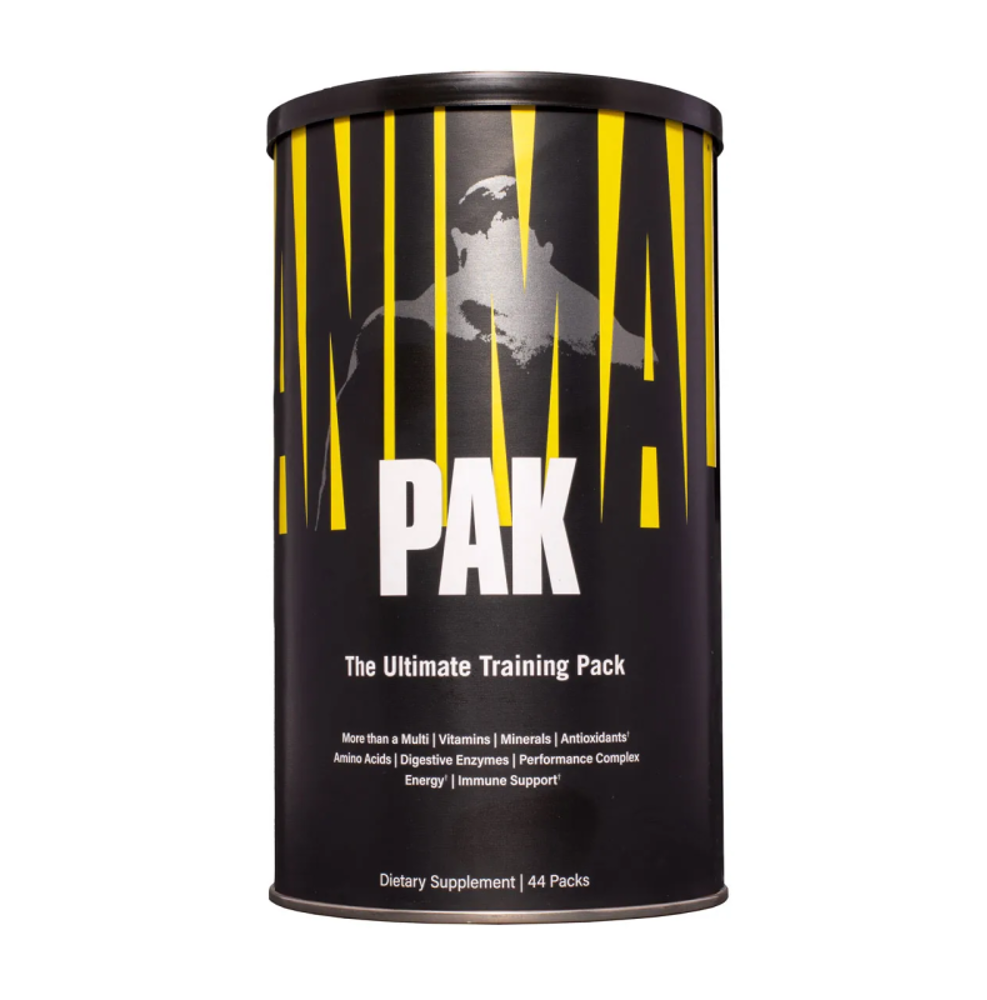 ANIMAL
PAK
The Ultimate Training Pack
More than a Multi | Vitamins | Minerals | Antioxidants†
Amino Acids | Digestive Enzymes | Performance Complex
Energy† | Immune Support†
Dietary Supplement | 44 Packs